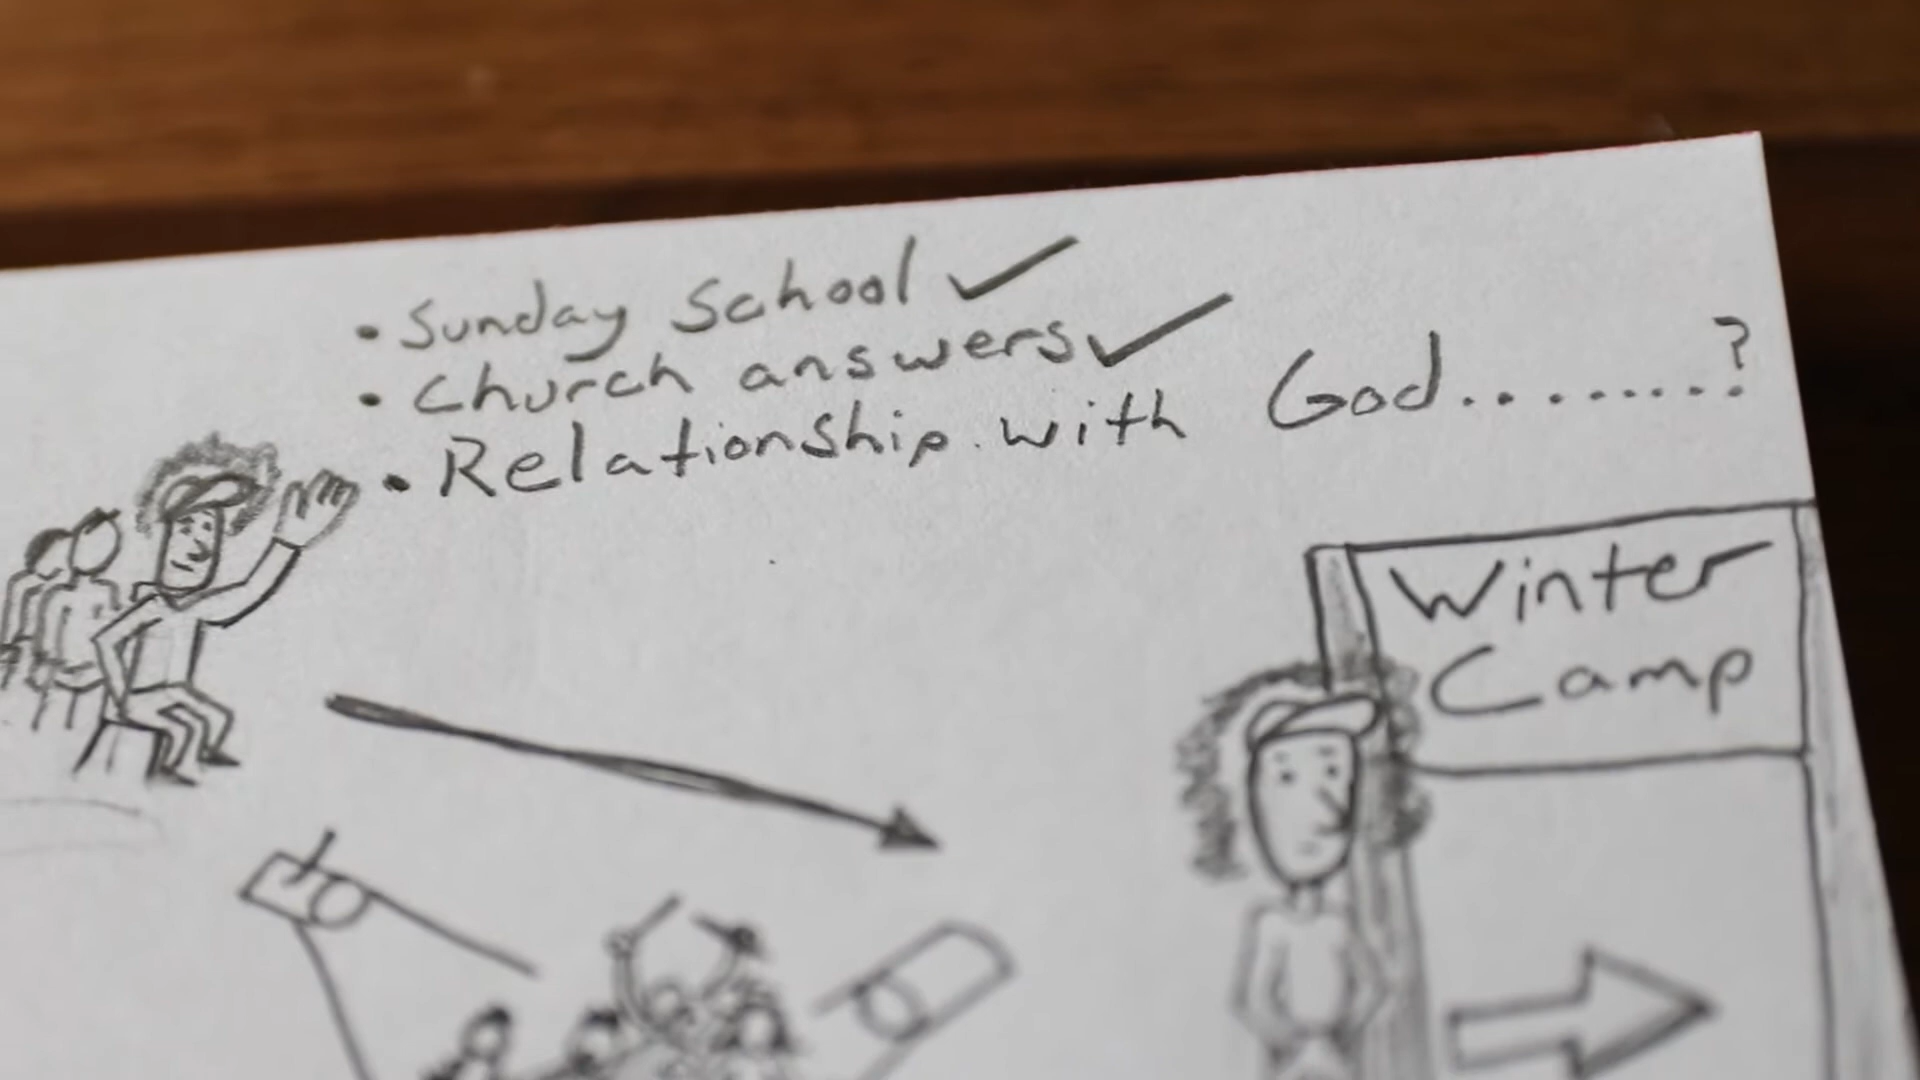 • Sunday School ✓
• Church answers ✓
• Relationship with God.........?
Winter
Camp